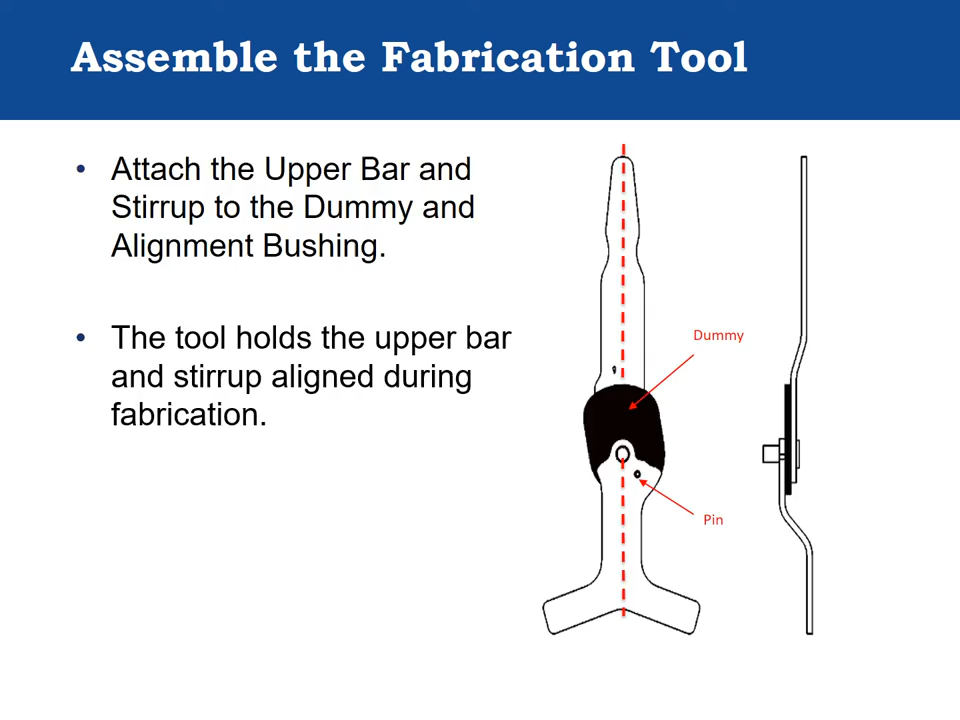 Assemble the Fabrication Tool
• Attach the Upper Bar and
Stirrup to the Dummy and
Alignment Bushing.
• The tool holds the upper bar
and stirrup aligned during
fabrication.
Dummy
Pin